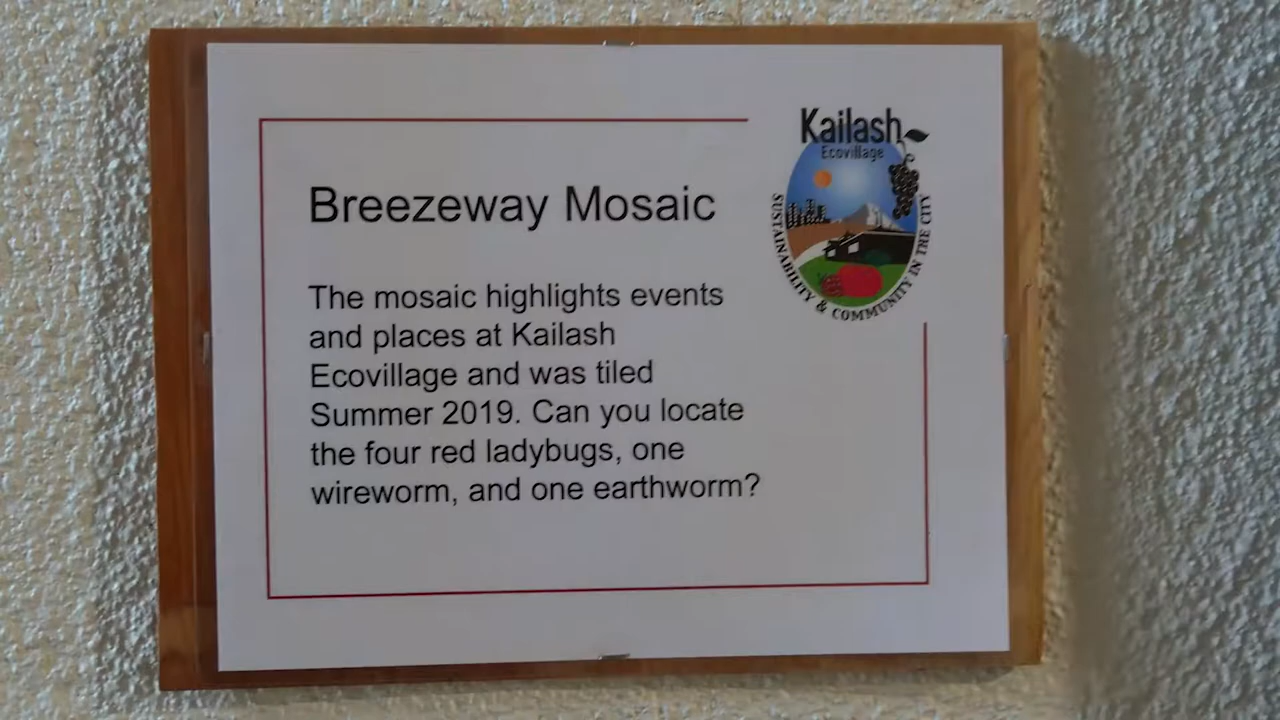 Kailash
Ecovillage
SUSTAINABILITY & COMMUNITY IN THE CITY
Breezeway Mosaic
The mosaic highlights events
and places at Kailash
Ecovillage and was tiled
Summer 2019. Can you locate
the four red ladybugs, one
wireworm, and one earthworm?